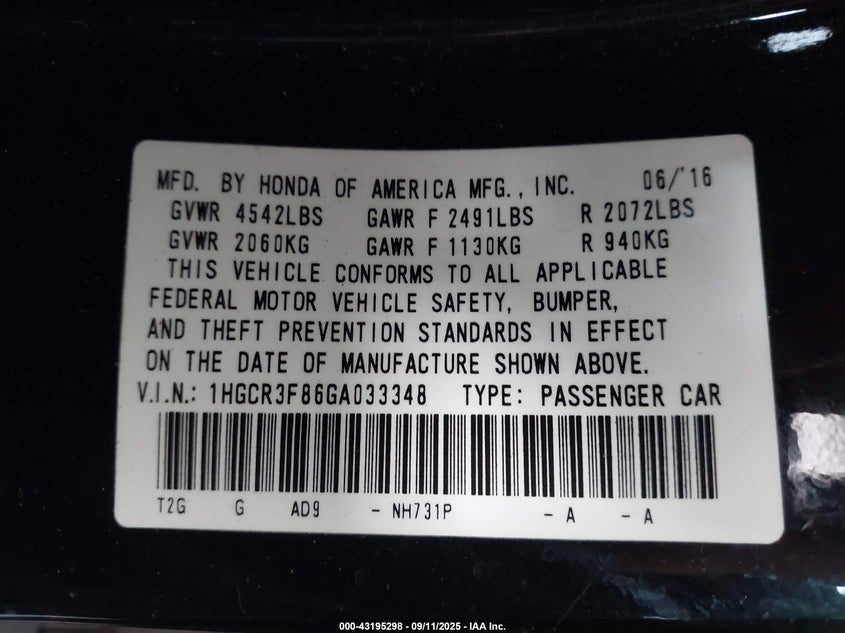 MFD. BY HONDA OF AMERICA MFG., INC. 06/'16
GVWR 4542LBS GAWR F 2491LBS R 2072LBS
GVWR 2060KG GAWR F 1130KG R 940KG
THIS VEHICLE CONFORMS TO ALL APPLICABLE
FEDERAL MOTOR VEHICLE SAFETY, BUMPER,
AND THEFT PREVENTION STANDARDS IN EFFECT
ON THE DATE OF MANUFACTURE SHOWN ABOVE.
V.I.N.: 1HGCR3F86GA033348 TYPE: PASSENGER CAR
T2G G AD9 - NH731P - A - A
000-43195298 - 09/11/2025 - IAA Inc.